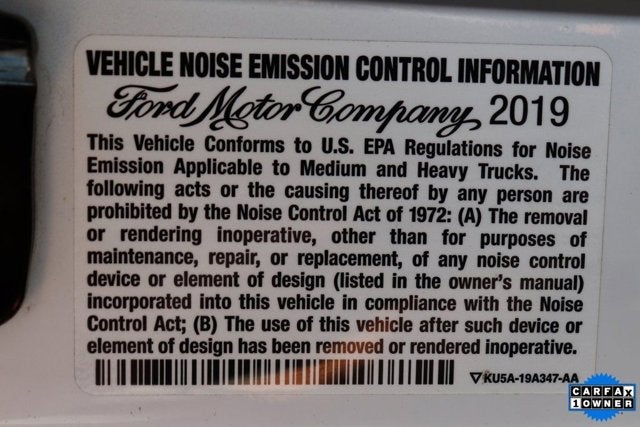 VEHICLE NOISE EMISSION CONTROL INFORMATION
Ford Motor Company 2019
This Vehicle Conforms to U.S. EPA Regulations for Noise
Emission Applicable to Medium and Heavy Trucks. The
following acts or the causing thereof by any person are
prohibited by the Noise Control Act of 1972: (A) The removal
or rendering inoperative, other than for purposes of
maintenance, repair, or replacement, of any noise control
device or element of design (listed in the owner's manual)
incorporated into this vehicle in compliance with the Noise
Control Act; (B) The use of this vehicle after such device or
element of design has been removed or rendered inoperative.
KU5A-19A347-AA
CARFAX
1 OWNER